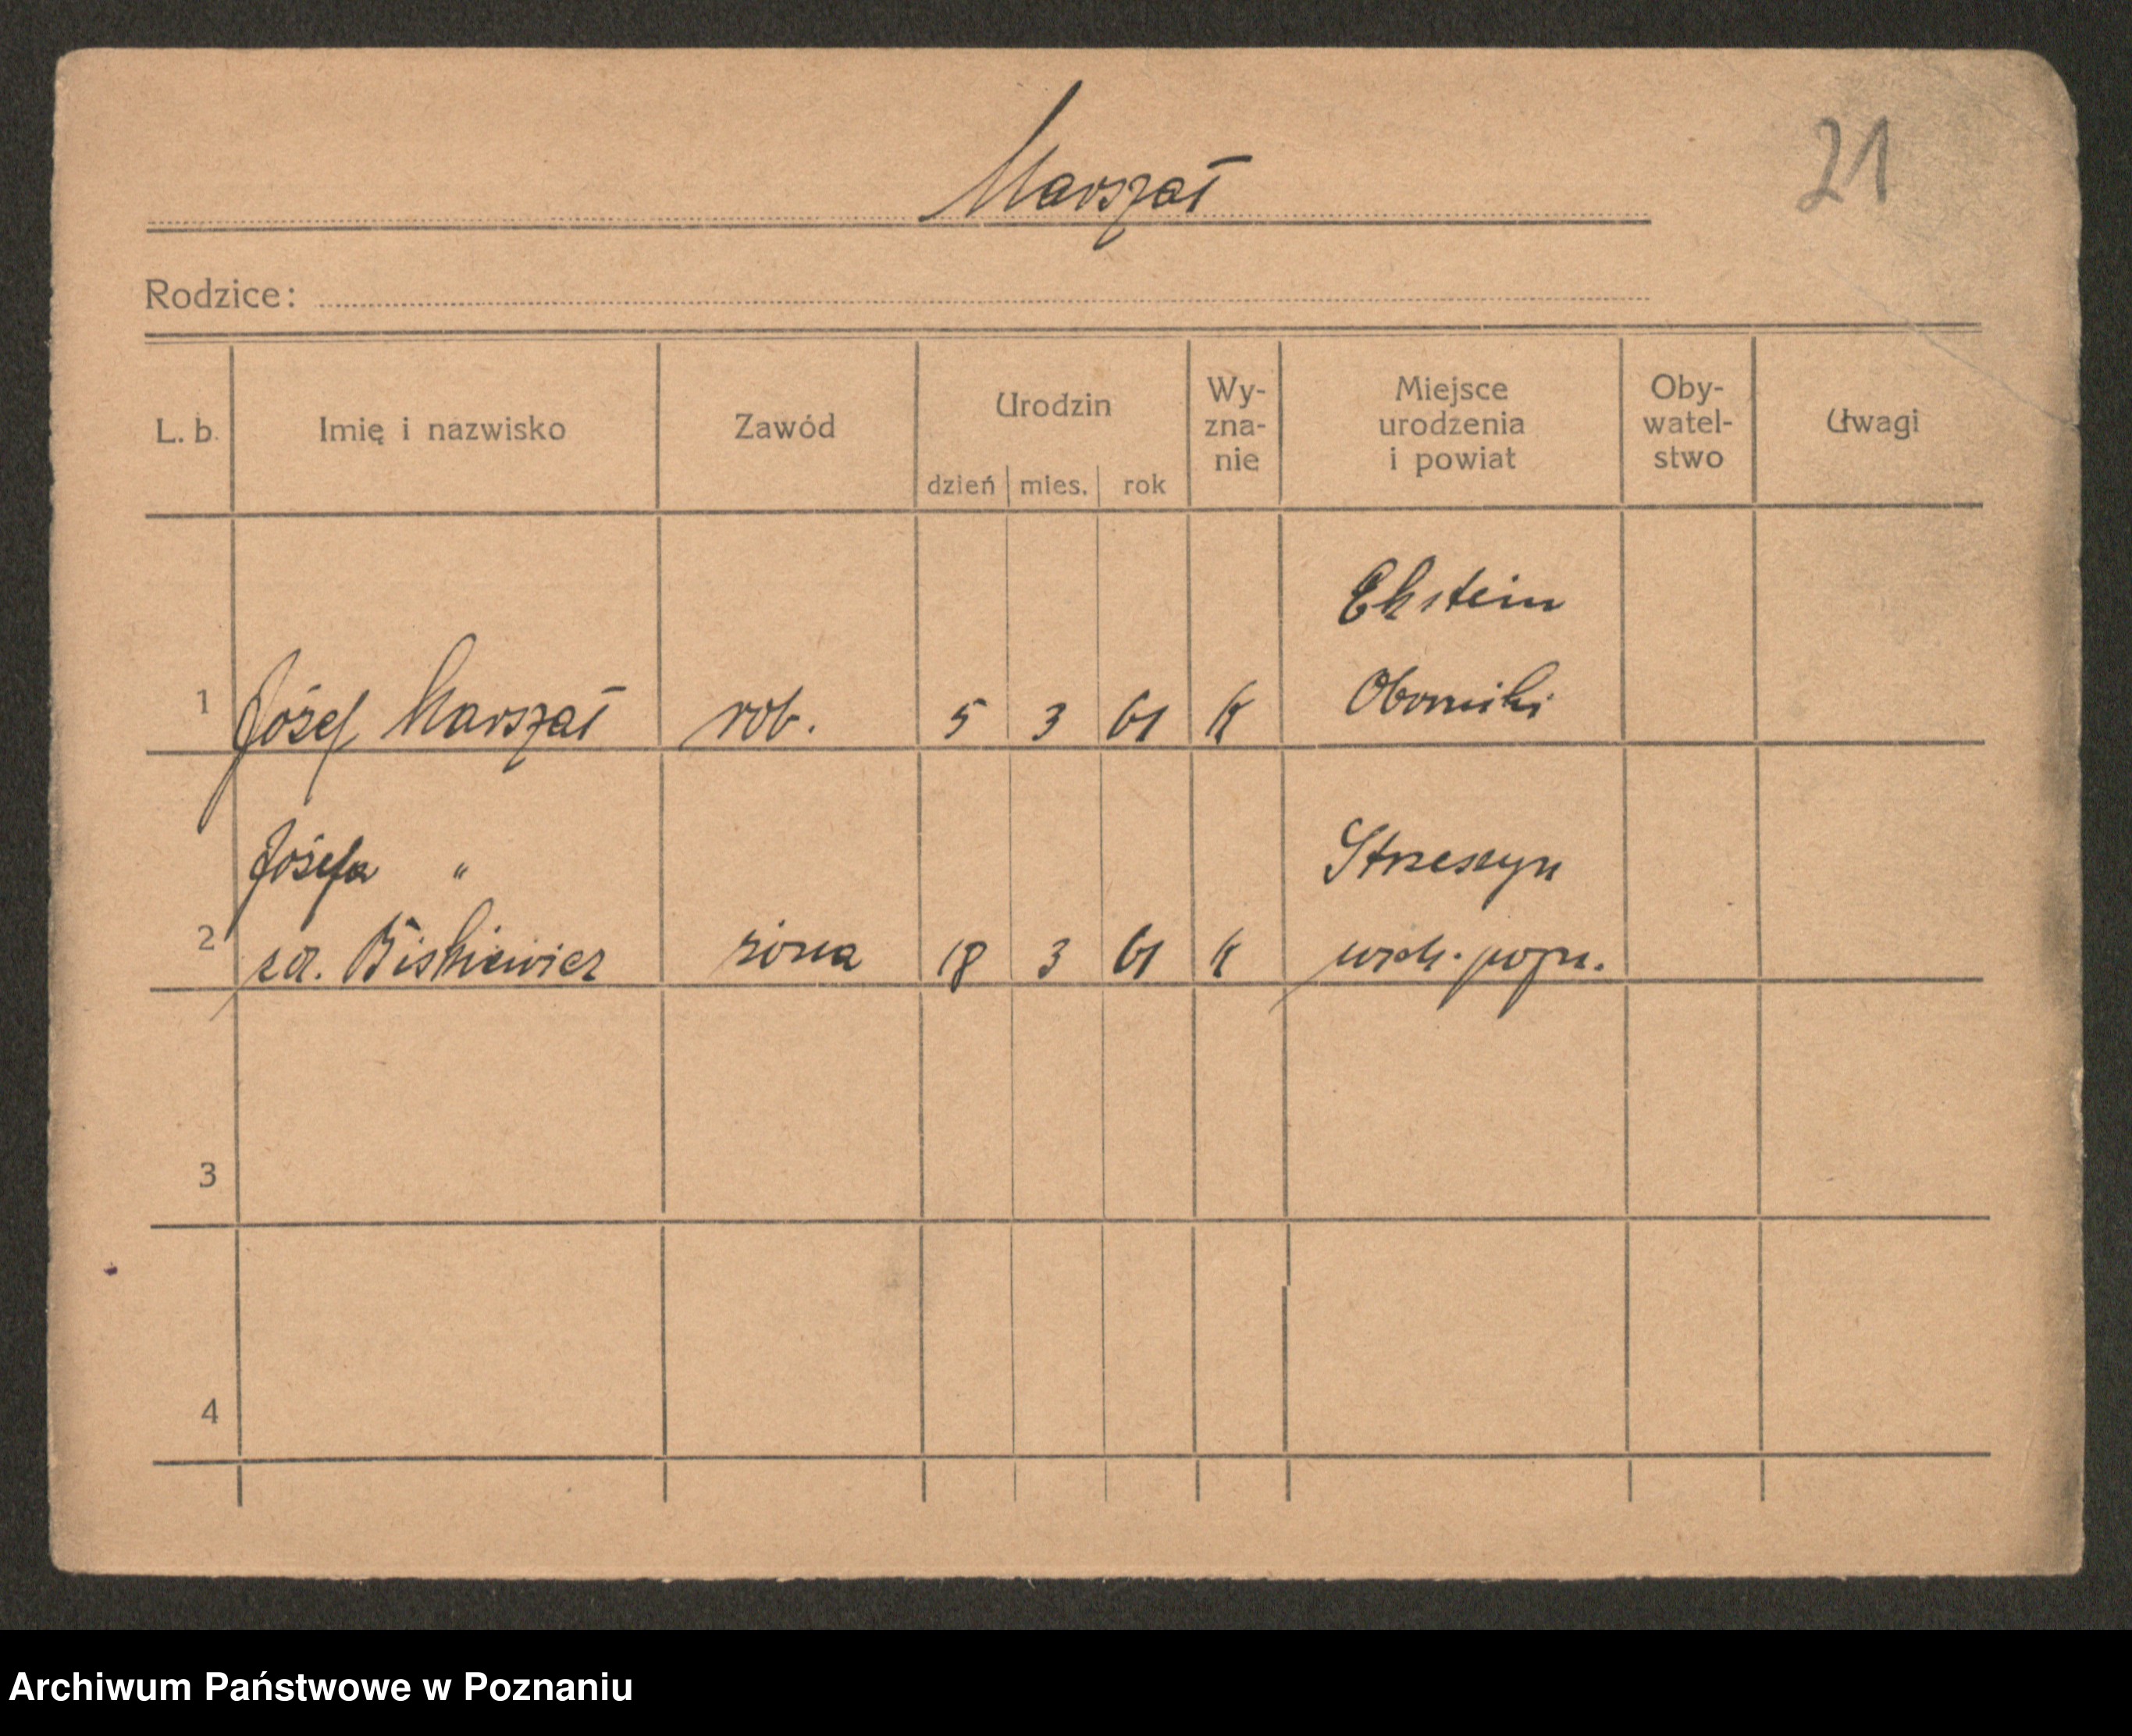 Marszał
21
Rodzice:
L. b. Imię i nazwisko Zawód Urodzin dzień mies. rok Wy-zna-nie Miejsce urodzenia i powiat Oby-watel-stwo Uwagi
Ekstein
1 Józef Marszał rob. 5 3 61 K Oborniki
Józefa " Strzeszyn
2 Biskiewicz żona 18 3 61 K
3
4
Archiwum Państwowe w Poznaniu